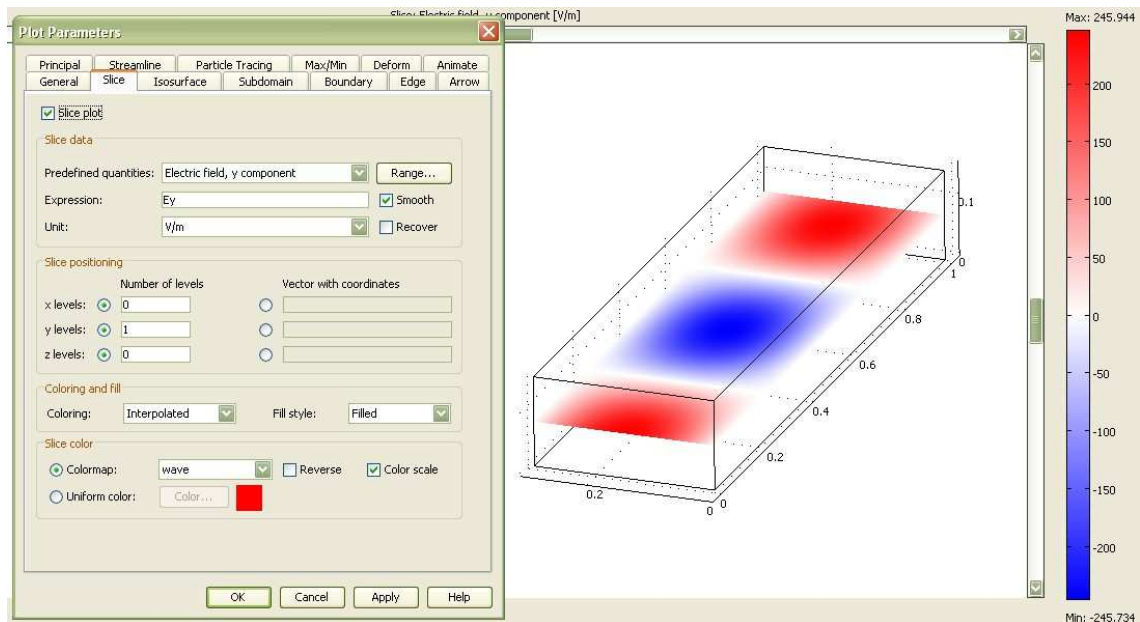 Slice: Electric field, y component [V/m]
Max: 245.944
Plot Parameters
Principal Streamline Particle Tracing Max/Min Deform Animate
General Slice Isosurface Subdomain Boundary Edge Arrow
Slice plot
Slice data
Predefined quantities: Electric field, y component Range...
Expression: Ey Smooth
Unit: V/m Recover
Slice positioning
Number of levels Vector with coordinates
x levels: 0
y levels: 1
z levels: 0
Coloring and fill
Coloring: Interpolated Fill style: Filled
Slice color
Colormap: wave Reverse Color scale
Uniform color: Color...
OK Cancel Apply Help
0.1
0
1
0.8
0.6
0.4
0.2
0
0.2
0
200
150
100
50
0
-50
-100
-150
-200
Min: -245.734